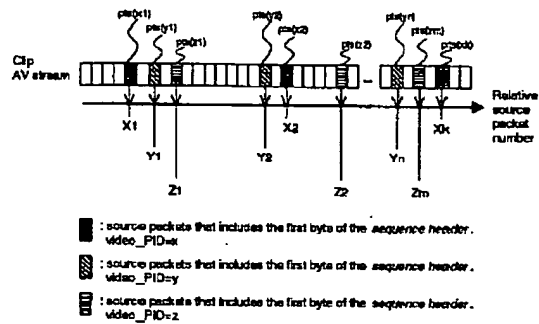 pts(x1)
pts(y1)
pts(z1)
pts(y2)
pts(x2)
pts(z2)
pts(yn)
pts(zm)
pts(xk)
Clip
AV stream
Relative
source
packet
number
X1
Y1
Z1
Y2
X2
Z2
Yn
Zm
Xk
: source packets that includes the first byte of the sequence header.
video_PID=x
: source packets that includes the first byte of the sequence header.
video_PID=y
: source packets that includes the first byte of the sequence header.
video_PID=z